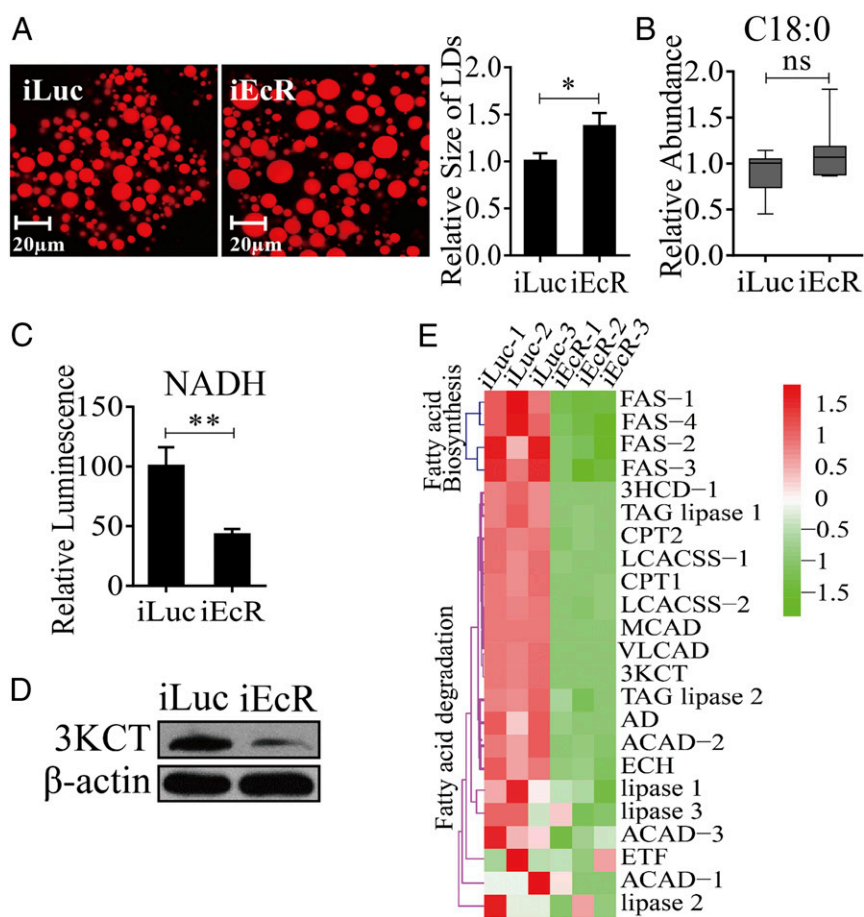 A
iLuc
20μm
iEcR
20μm
Relative Size of LDs
2.0
1.5
1.0
0.5
0.0
*
iLuc iEcR
B
C18:0
Relative Abundance
2.0
1.5
1.0
0.5
0.0
ns
iLuc iEcR
C
NADH
Relative Luminescence
150
100
50
0
**
iLuc iEcR
D
iLuc iEcR
3KCT
β-actin
E
iLuc-1
iLuc-2
iLuc-3
iEcR-1
iEcR-2
iEcR-3
Fatty acid
Biosynthesis
Fatty acid degradation
FAS−1
FAS−4
FAS−2
FAS−3
3HCD−1
TAG lipase 1
CPT2
LCACSS−1
CPT1
LCACSS−2
MCAD
VLCAD
3KCT
TAG lipase 2
AD
ACAD−2
ECH
lipase 1
lipase 3
ACAD−3
ETF
ACAD−1
lipase 2
1.5
1
0.5
0
−0.5
−1
−1.5